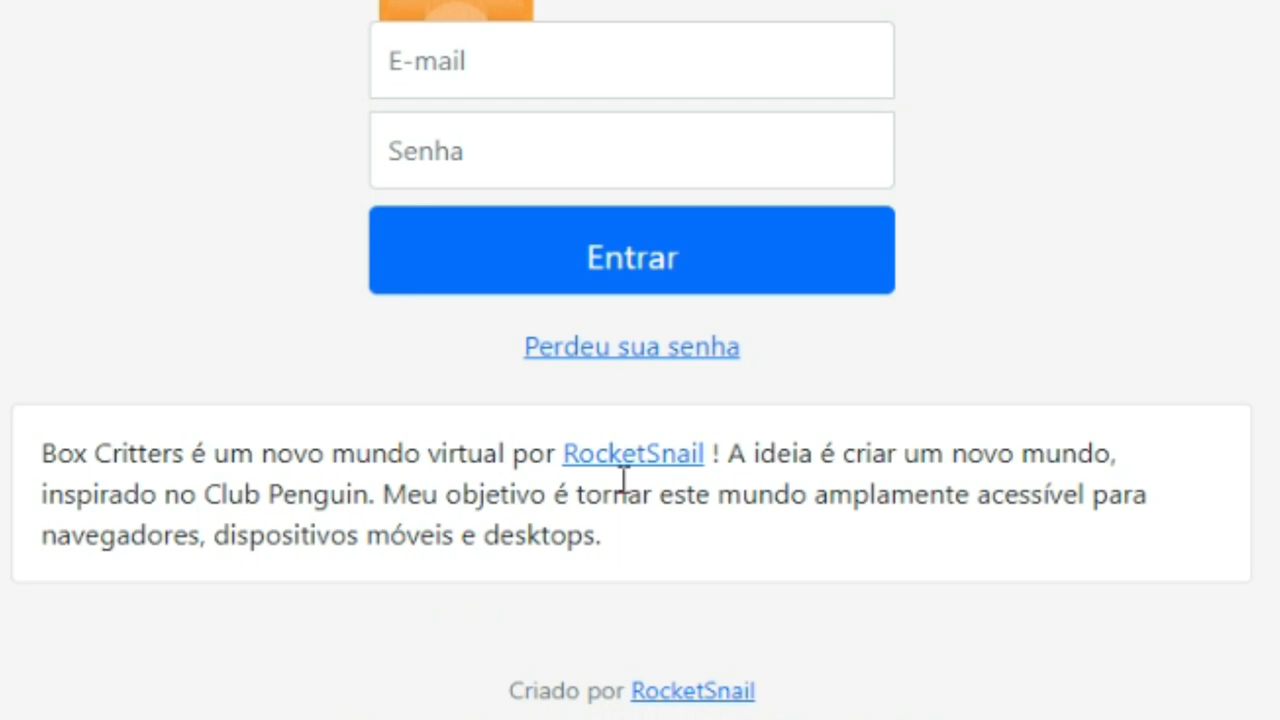 E-mail
Senha
Entrar
Perdeu sua senha
Box Critters é um novo mundo virtual por RocketSnail ! A ideia é criar um novo mundo,
inspirado no Club Penguin. Meu objetivo é tornar este mundo amplamente acessível para
navegadores, dispositivos móveis e desktops.
Criado por RocketSnail